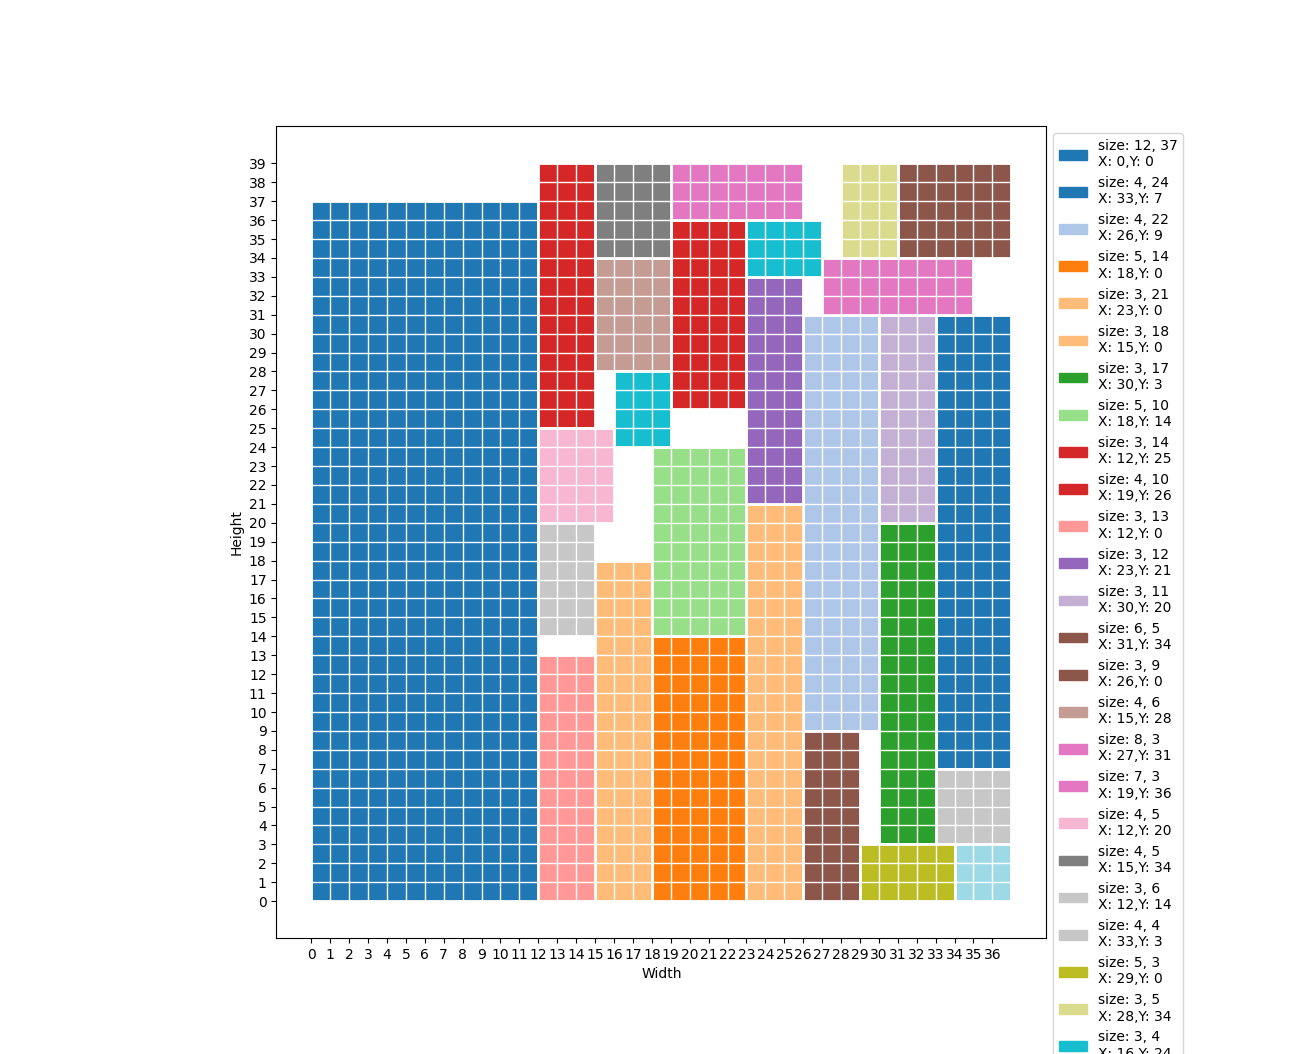 39
38
37
36
35
34
33
32
31
30
29
28
27
26
25
24
23
22
21
20
19
18
17
16
15
14
13
12
11
10
9
8
7
6
5
4
3
2
1
0
Height
0 1 2 3 4 5 6 7 8 9 10 11 12 13 14 15 16 17 18 19 20 21 22 23 24 25 26 27 28 29 30 31 32 33 34 35 36
Width
size: 12, 37
X: 0,Y: 0
size: 4, 24
X: 33,Y: 7
size: 4, 22
X: 26,Y: 9
size: 5, 14
X: 18,Y: 0
size: 3, 21
X: 23,Y: 0
size: 3, 18
X: 15,Y: 0
size: 3, 17
X: 30,Y: 3
size: 5, 10
X: 18,Y: 14
size: 3, 14
X: 12,Y: 25
size: 4, 10
X: 19,Y: 26
size: 3, 13
X: 12,Y: 0
size: 3, 12
X: 23,Y: 21
size: 3, 11
X: 30,Y: 20
size: 6, 5
X: 31,Y: 34
size: 3, 9
X: 26,Y: 0
size: 4, 6
X: 15,Y: 28
size: 8, 3
X: 27,Y: 31
size: 7, 3
X: 19,Y: 36
size: 4, 5
X: 12,Y: 20
size: 4, 5
X: 15,Y: 34
size: 3, 6
X: 12,Y: 14
size: 4, 4
X: 33,Y: 3
size: 5, 3
X: 29,Y: 0
size: 3, 5
X: 28,Y: 34
size: 3, 4
X: 16,Y: 24